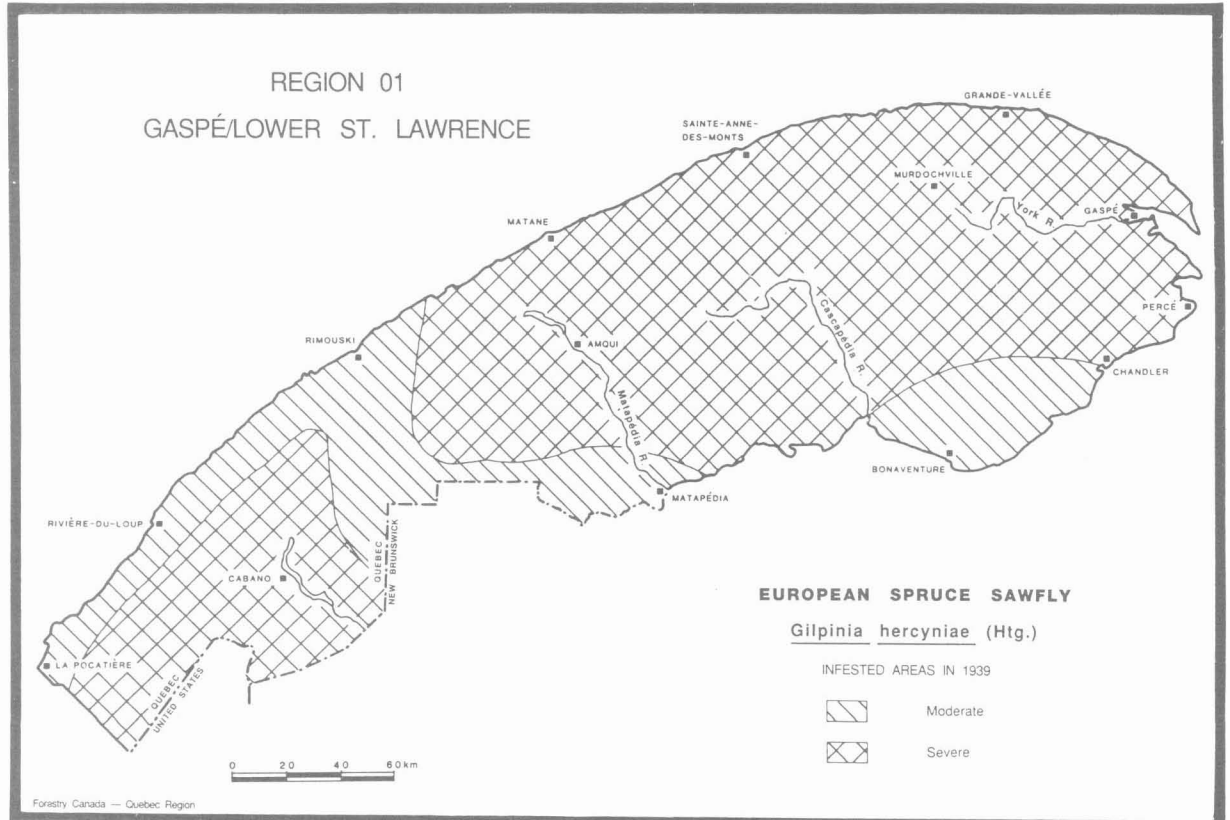 REGION 01
GASPÉ/LOWER ST. LAWRENCE
GRANDE-VALLÉE
SAINTE-ANNE-
DES-MONTS
MURDOCHVILLE
York R.
GASPÉ
MATANE
PERCÉ
Cascapédia R.
RIMOUSKI
AMQUI
CHANDLER
Matapédia R.
BONAVENTURE
MATAPÉDIA
RIVIÈRE-DU-LOUP
QUEBEC
NEW BRUNSWICK
CABANO
LA POCATIÈRE
QUEBEC
UNITED STATES
EUROPEAN SPRUCE SAWFLY
Gilpinia hercyniae (Htg.)
INFESTED AREAS IN 1939
Moderate
Severe
0 20 40 60 km
Forestry Canada — Quebec Region